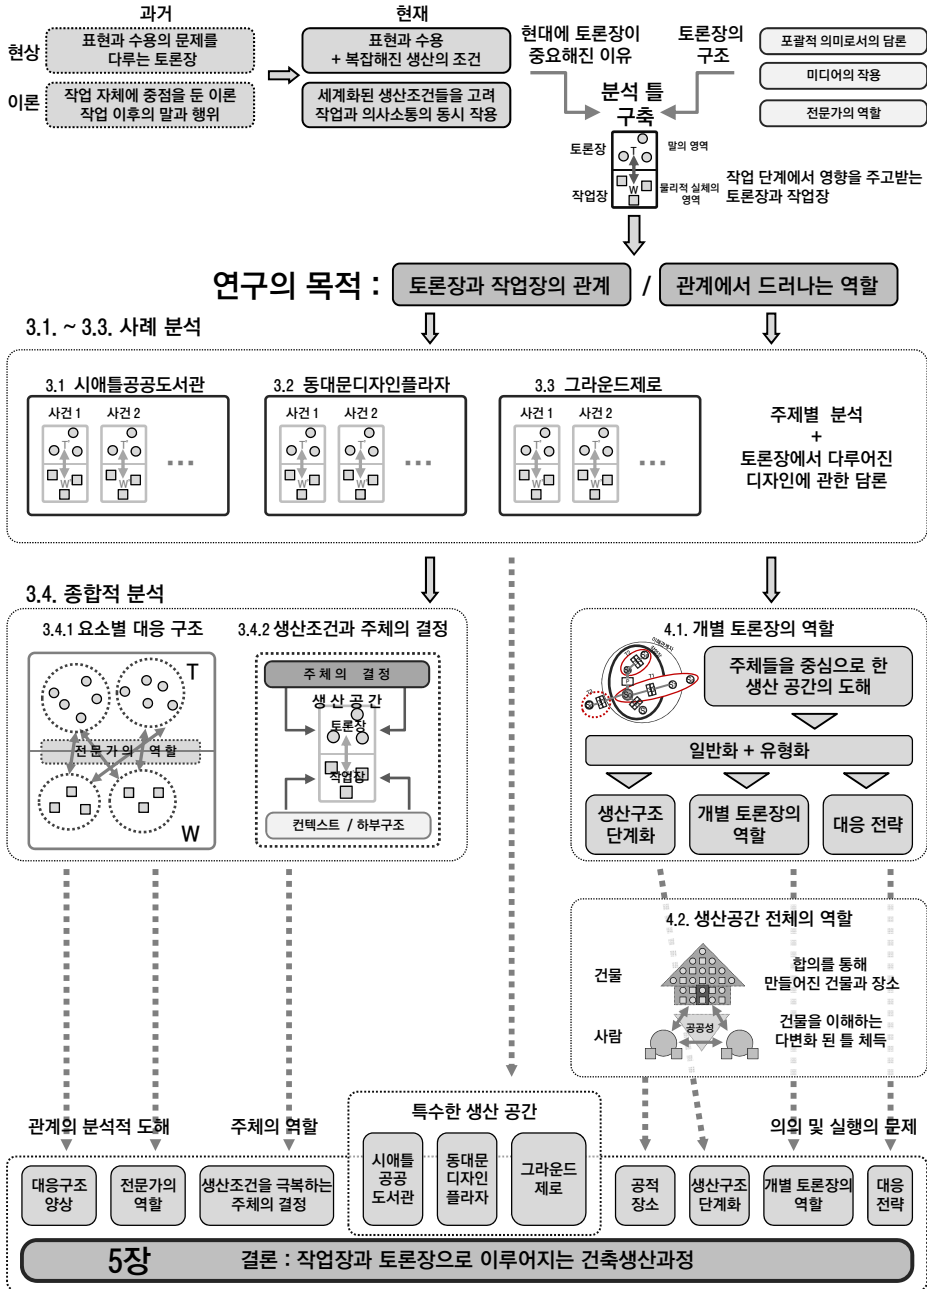 과거
현재
현상
표현과 수용의 문제를
다루는 토론장
표현과 수용
+ 복잡해진 생산의 조건
이론
작업 자체에 중점을 둔 이론
작업 이후의 말과 행위
세계화된 생산조건들을 고려
작업과 의사소통의 동시 작용
현대에 토론장이
중요해진 이유
토론장의
구조
포괄적 의미로서의 담론
미디어의 작용
전문가의 역할
분석 틀
구축
토론장
T
말의 영역
작업장
W
물리적 실체의
영역
작업 단계에서 영향을 주고받는
토론장과 작업장
연구의 목적 :
토론장과 작업장의 관계
/
관계에서 드러나는 역할
3.1. ~ 3.3. 사례 분석
3.1 시애틀공공도서관
사건 1
사건 2
T
W
T
W
...
3.2 동대문디자인플라자
사건 1
사건 2
T
W
T
W
...
3.3 그라운드제로
사건 1
사건 2
T
W
T
W
...
주제별 분석
+
토론장에서 다루어진
디자인에 관한 담론
3.4. 종합적 분석
3.4.1 요소별 대응 구조
T
전문가의 역할
W
3.4.2 생산조건과 주체의 결정
주체의 결정
생산공간
토론장
작업장
컨텍스트 / 하부구조
4.1. 개별 토론장의 역할
주체들을 중심으로 한
생산 공간의 도해
일반화 + 유형화
생산구조
단계화
개별 토론장의
역할
대응 전략
4.2. 생산공간 전체의 역할
건물
합의를 통해
만들어진 건물과 장소
사람
공공성
건물을 이해하는
다변화 된 틀 체득
관계의 분석적 도해
주체의 역할
특수한 생산 공간
의의 및 실행의 문제
대응구조
양상
전문가의
역할
생산조건을 극복하는
주체의 결정
시애틀
공공
도서관
동대문
디자인
플라자
그라운드
제로
공적
장소
생산구조
단계화
개별 토론장의
역할
대응
전략
5장
결론 : 작업장과 토론장으로 이루어지는 건축생산과정